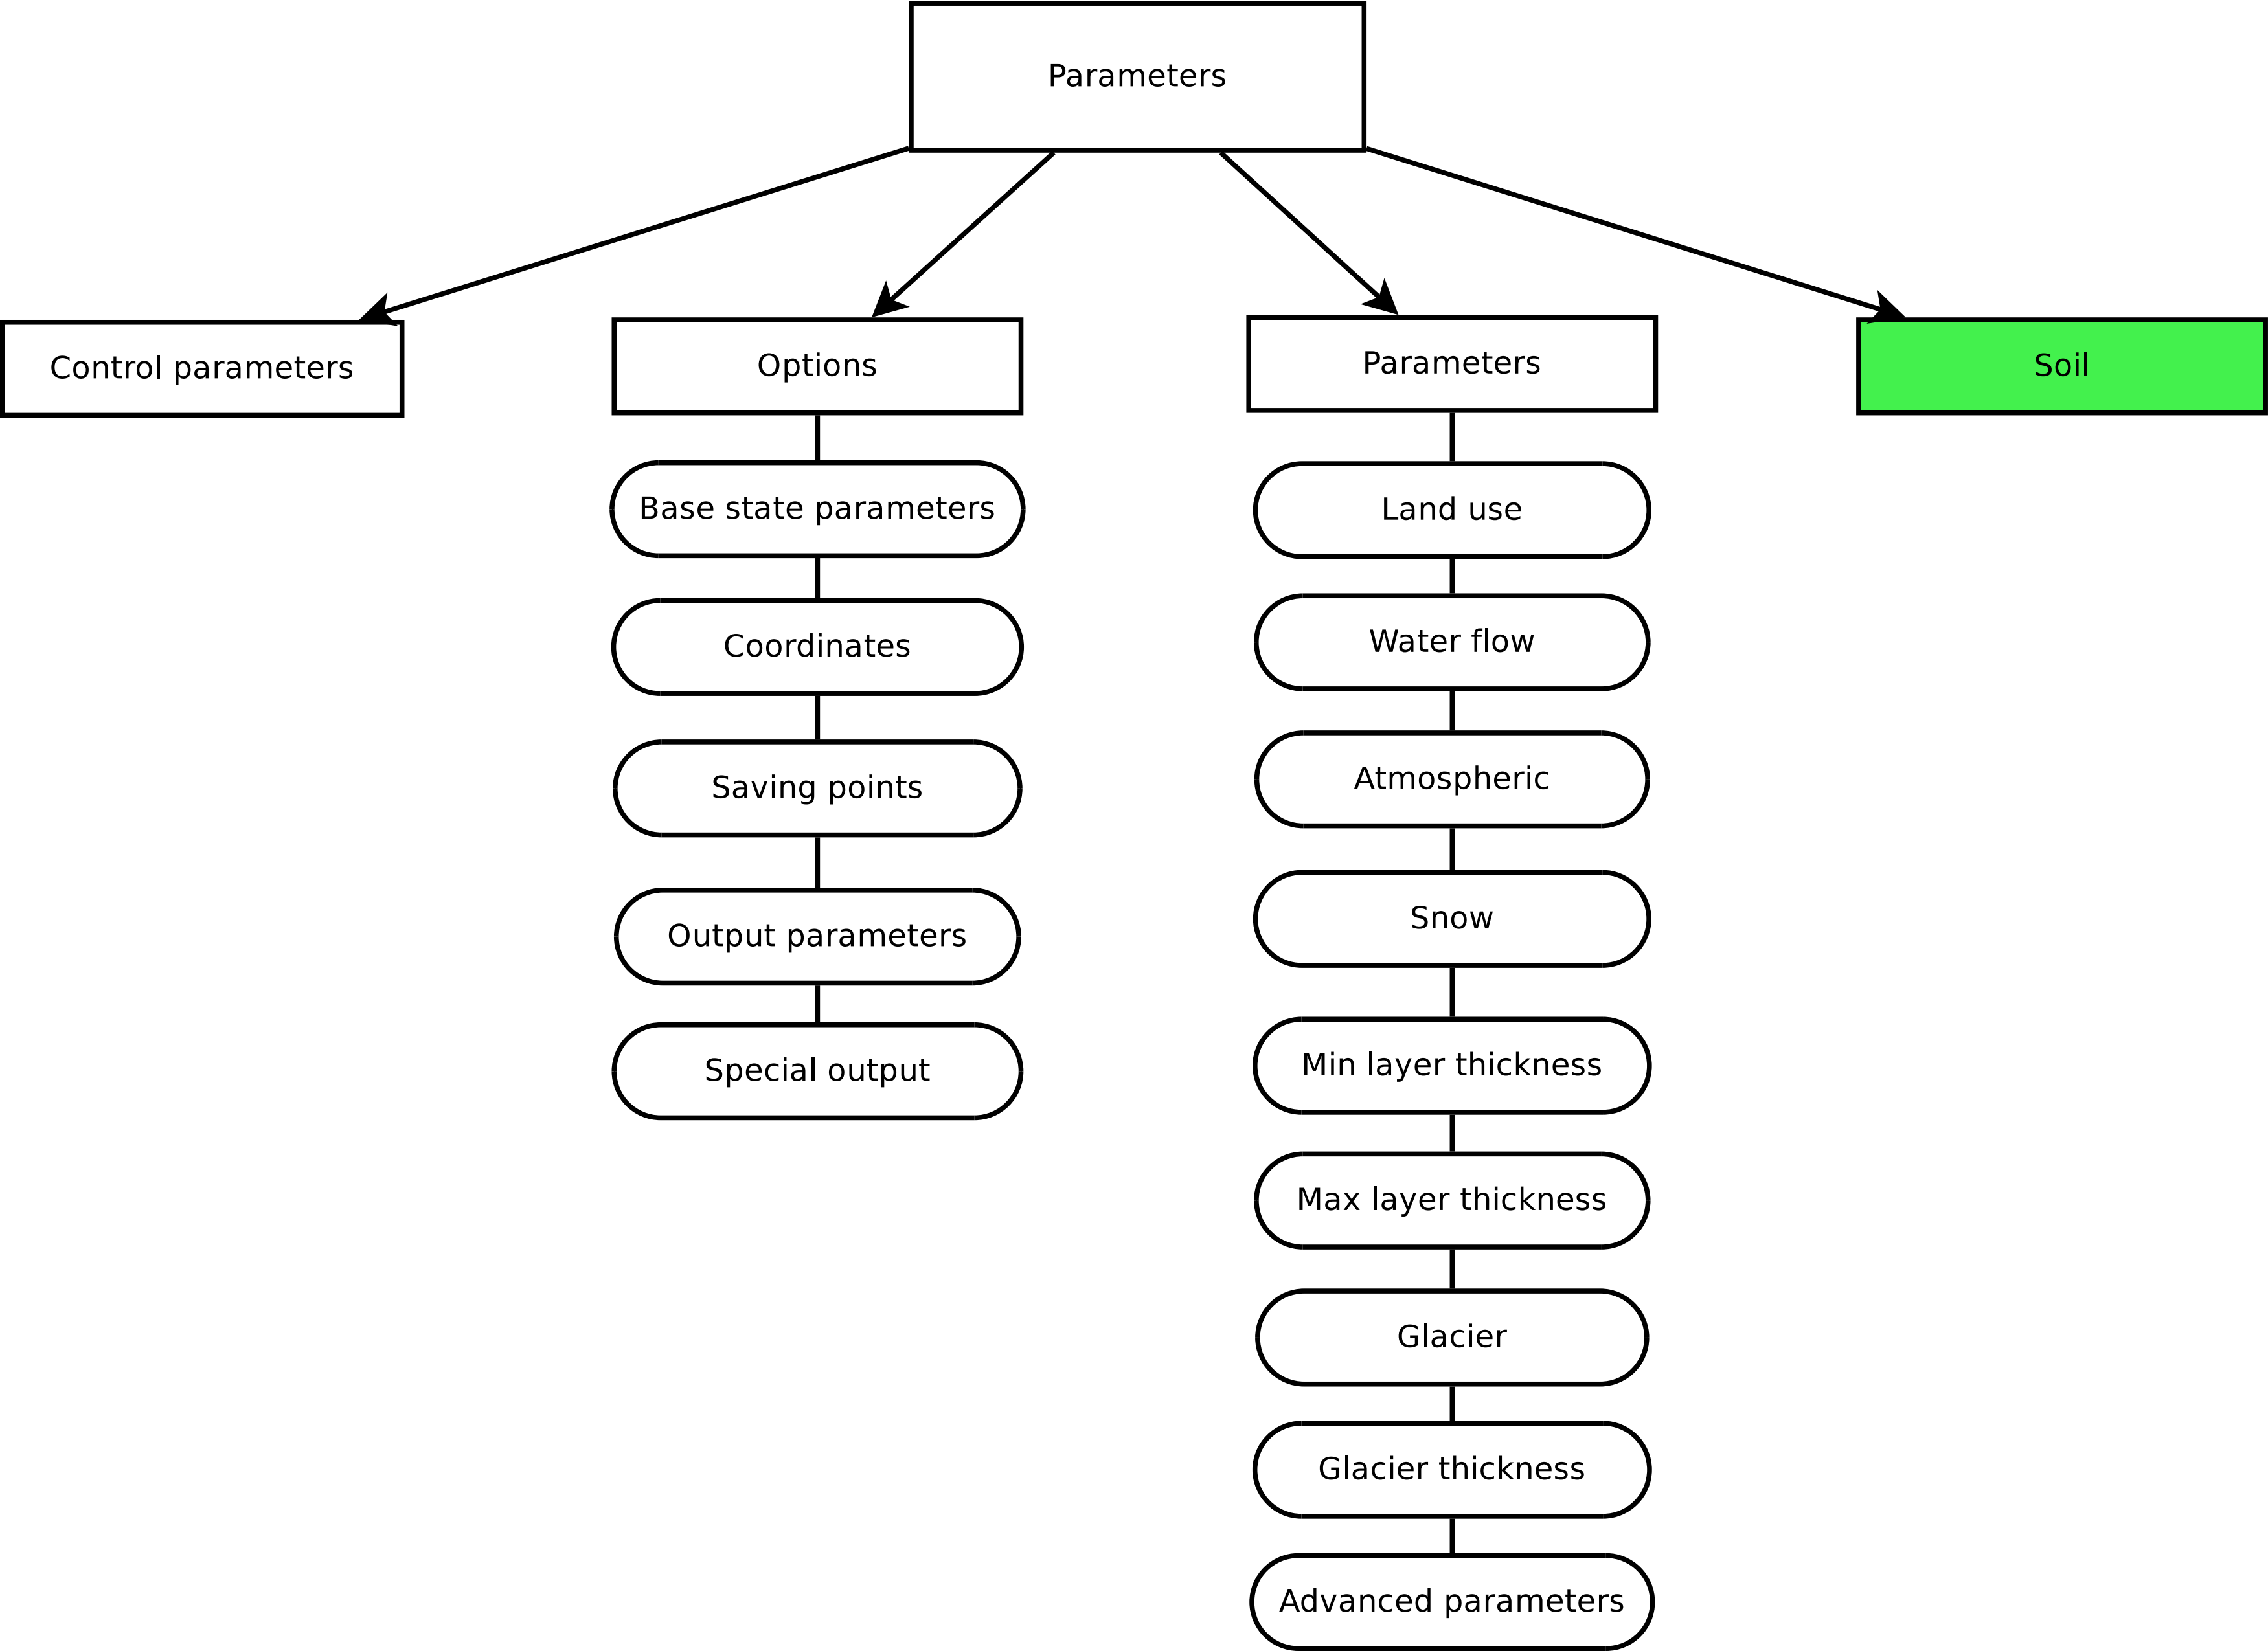 Parameters
Control parameters
Options
Parameters
Soil
Base state parameters
Coordinates
Saving points
Output parameters
Special output
Land use
Water flow
Atmospheric
Snow
Min layer thickness
Max layer thickness
Glacier
Glacier thickness
Advanced parameters